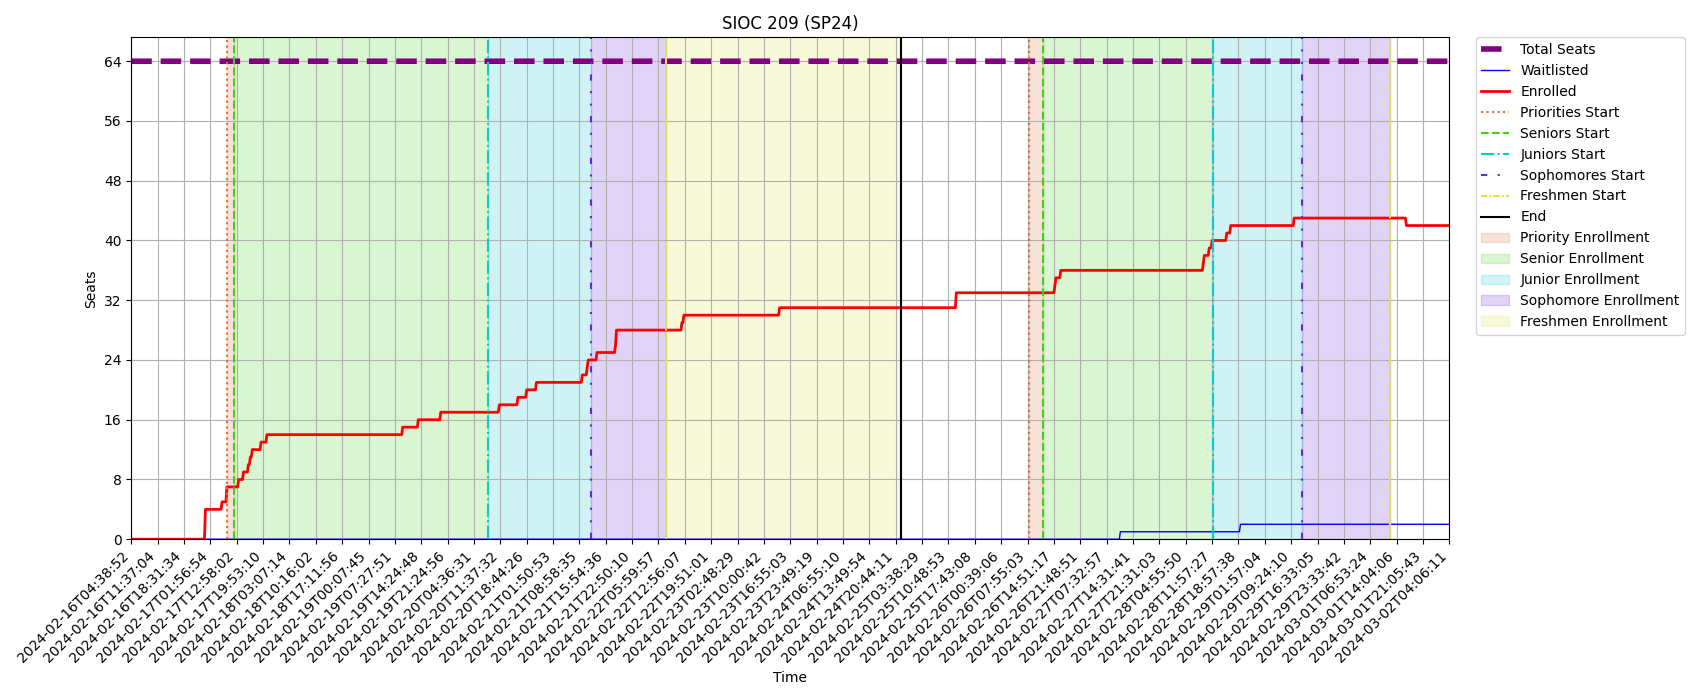 SIOC 209 (SP24)
Seats
64
56
48
40
32
24
16
8
0
2024-02-16T04:38:52
2024-02-16T11:37:04
2024-02-16T18:31:34
2024-02-17T01:56:54
2024-02-17T12:58:02
2024-02-17T19:53:10
2024-02-18T03:07:14
2024-02-18T10:16:02
2024-02-18T17:11:56
2024-02-19T00:07:45
2024-02-19T07:27:51
2024-02-19T14:24:48
2024-02-19T21:24:56
2024-02-20T04:36:31
2024-02-20T11:37:32
2024-02-20T18:44:26
2024-02-21T01:50:53
2024-02-21T08:58:35
2024-02-21T15:54:36
2024-02-21T22:50:10
2024-02-22T05:59:57
2024-02-22T12:56:07
2024-02-22T19:51:01
2024-02-23T02:48:29
2024-02-23T10:00:42
2024-02-23T16:55:03
2024-02-23T23:49:19
2024-02-24T06:55:10
2024-02-24T13:49:54
2024-02-24T20:44:11
2024-02-25T03:38:29
2024-02-25T10:48:53
2024-02-25T17:43:08
2024-02-26T00:39:06
2024-02-26T07:55:03
2024-02-26T14:51:17
2024-02-26T21:48:51
2024-02-27T07:32:57
2024-02-27T14:31:41
2024-02-27T21:31:03
2024-02-28T04:55:50
2024-02-28T11:57:27
2024-02-28T18:57:38
2024-02-29T01:57:04
2024-02-29T09:24:10
2024-02-29T16:33:05
2024-02-29T23:33:42
2024-03-01T06:53:24
2024-03-01T14:04:06
2024-03-01T21:05:43
2024-03-02T04:06:11
Time
Total Seats
Waitlisted
Enrolled
Priorities Start
Seniors Start
Juniors Start
Sophomores Start
Freshmen Start
End
Priority Enrollment
Senior Enrollment
Junior Enrollment
Sophomore Enrollment
Freshmen Enrollment